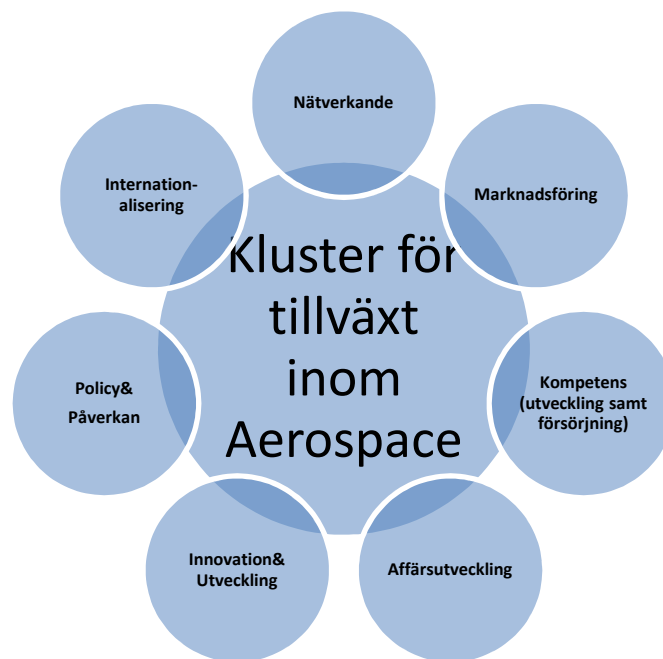 Nätverkande
Internation-
alisering
Marknadsföring
Kluster för
tillväxt
inom
Aerospace
Policy&
Påverkan
Kompetens
(utveckling samt
försörjning)
Innovation&
Utveckling
Affärsutveckling